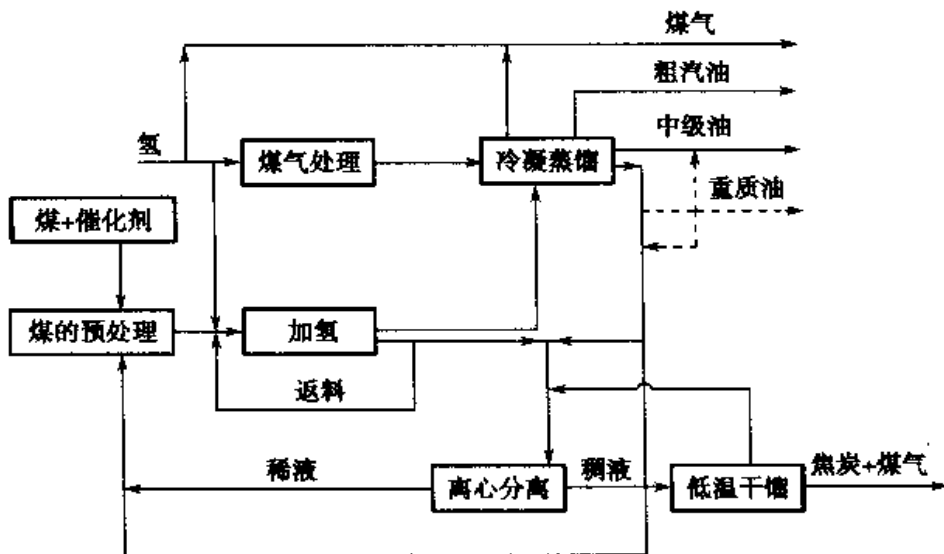 煤气
粗汽油
中级油
氢
煤气处理
冷凝蒸馏
重质油
煤+催化剂
煤的预处理
加氢
返料
稀液
离心分离
稠液
低温干馏
焦炭+煤气